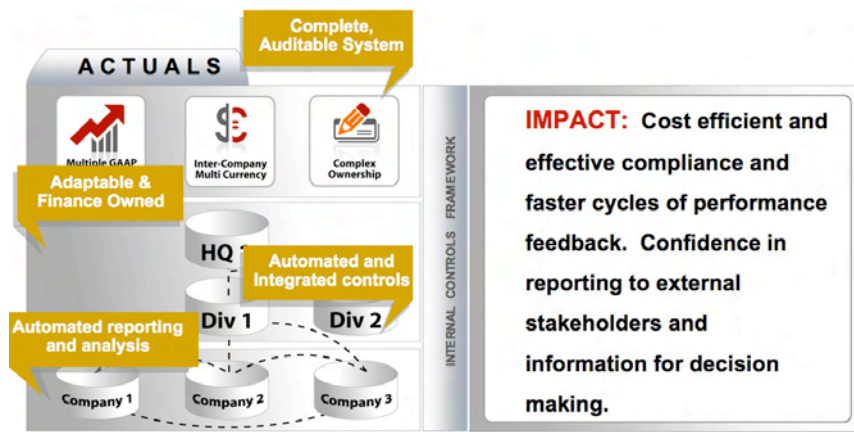 Complete,
Auditable System
ACTUALS
Multiple GAAP
Inter-Company
Multi Currency
Complex
Ownership
Adaptable &
Finance Owned
HQ
Automated and
Integrated controls
Div 1
Div 2
Automated reporting
and analysis
Company 1
Company 2
Company 3
INTERNAL CONTROLS FRAMEWORK
IMPACT: Cost efficient and
effective compliance and
faster cycles of performance
feedback. Confidence in
reporting to external
stakeholders and
information for decision
making.